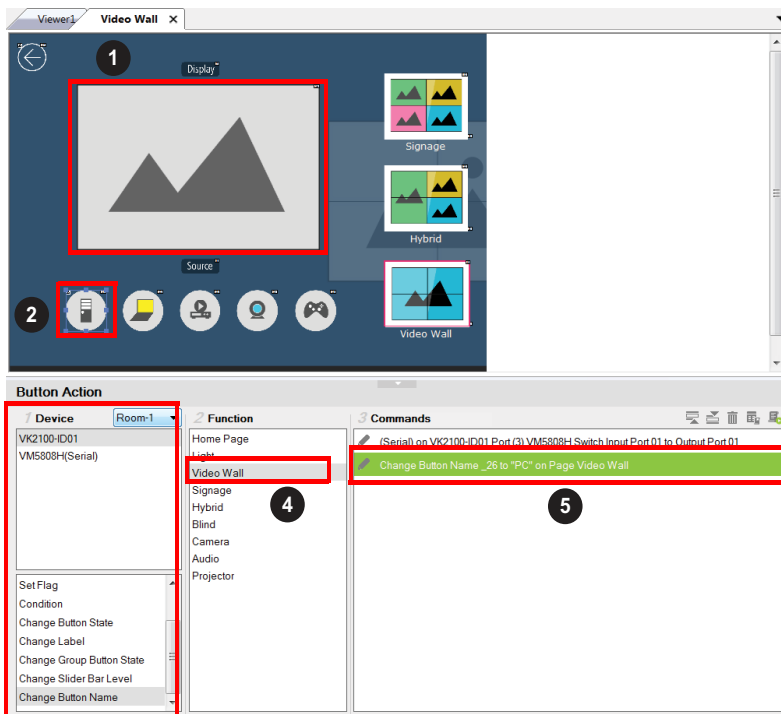 Viewer1
Video Wall X
1
Display
Signage
Hybrid
Source
2
Video Wall
Button Action
1 Device
Room-1
2 Function
3 Commands
VK2100-ID01
VM5808H(Serial)
Home Page
Light
Video Wall
Signage
Hybrid
Blind
Camera
Audio
Projector
4
(Serial) on VK2100-ID01 Port (3) VM5808H Switch Input Port 01 to Output Port 01
Change Button Name _26 to "PC" on Page Video Wall
5
Set Flag
Condition
Change Button State
Change Label
Change Group Button State
Change Slider Bar Level
Change Button Name